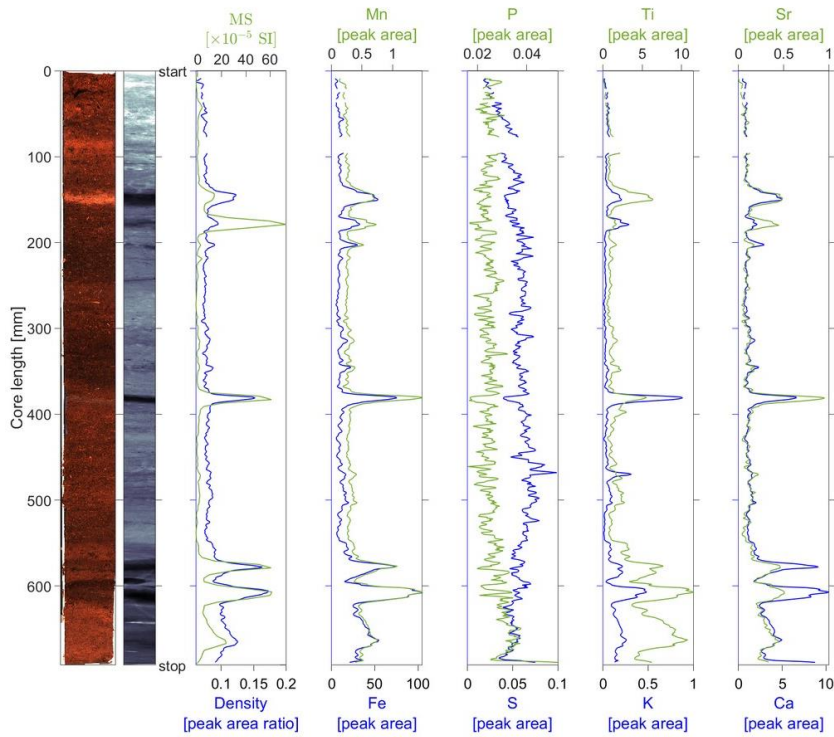 MS Mn P Ti Sr
[×10⁻⁵ SI] [peak area] [peak area] [peak area] [peak area]
0 20 40 60 0 0.5 1 0.02 0.04 0 5 10 0 5 10
0 start
100
200
300
400
500
600
stop
Core length [mm]
0.1 0.15 0.2 0 50 100 0 0.05 0.1 0 0.5 1 0 5 10
Density Fe S K Ca
[peak area ratio] [peak area] [peak area] [peak area] [peak area]